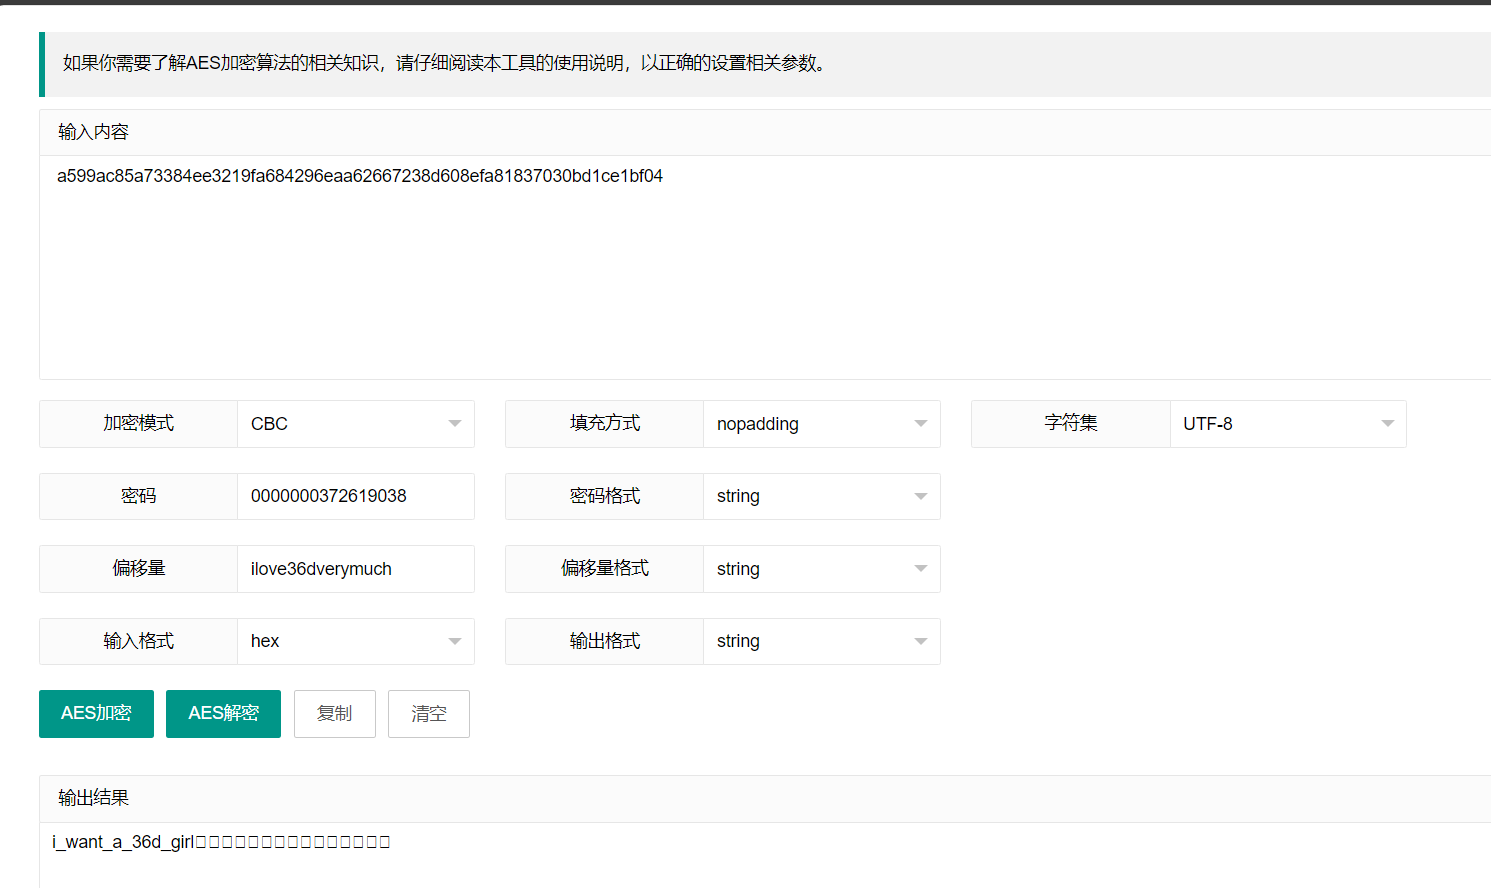 如果你需要了解AES加密算法的相关知识，请仔细阅读本工具的使用说明，以正确的设置相关参数。
输入内容
a599ac85a73384ee3219fa684296eaa62667238d608efa81837030bd1ce1bf04
加密模式 CBC 填充方式 nopadding 字符集 UTF-8
密码 0000000372619038 密码格式 string
偏移量 ilove36dverymuch 偏移量格式 string
输入格式 hex 输出格式 string
AES加密 AES解密 复制 清空
输出结果
i_want_a_36d_girl▯▯▯▯▯▯▯▯▯▯▯▯▯▯▯